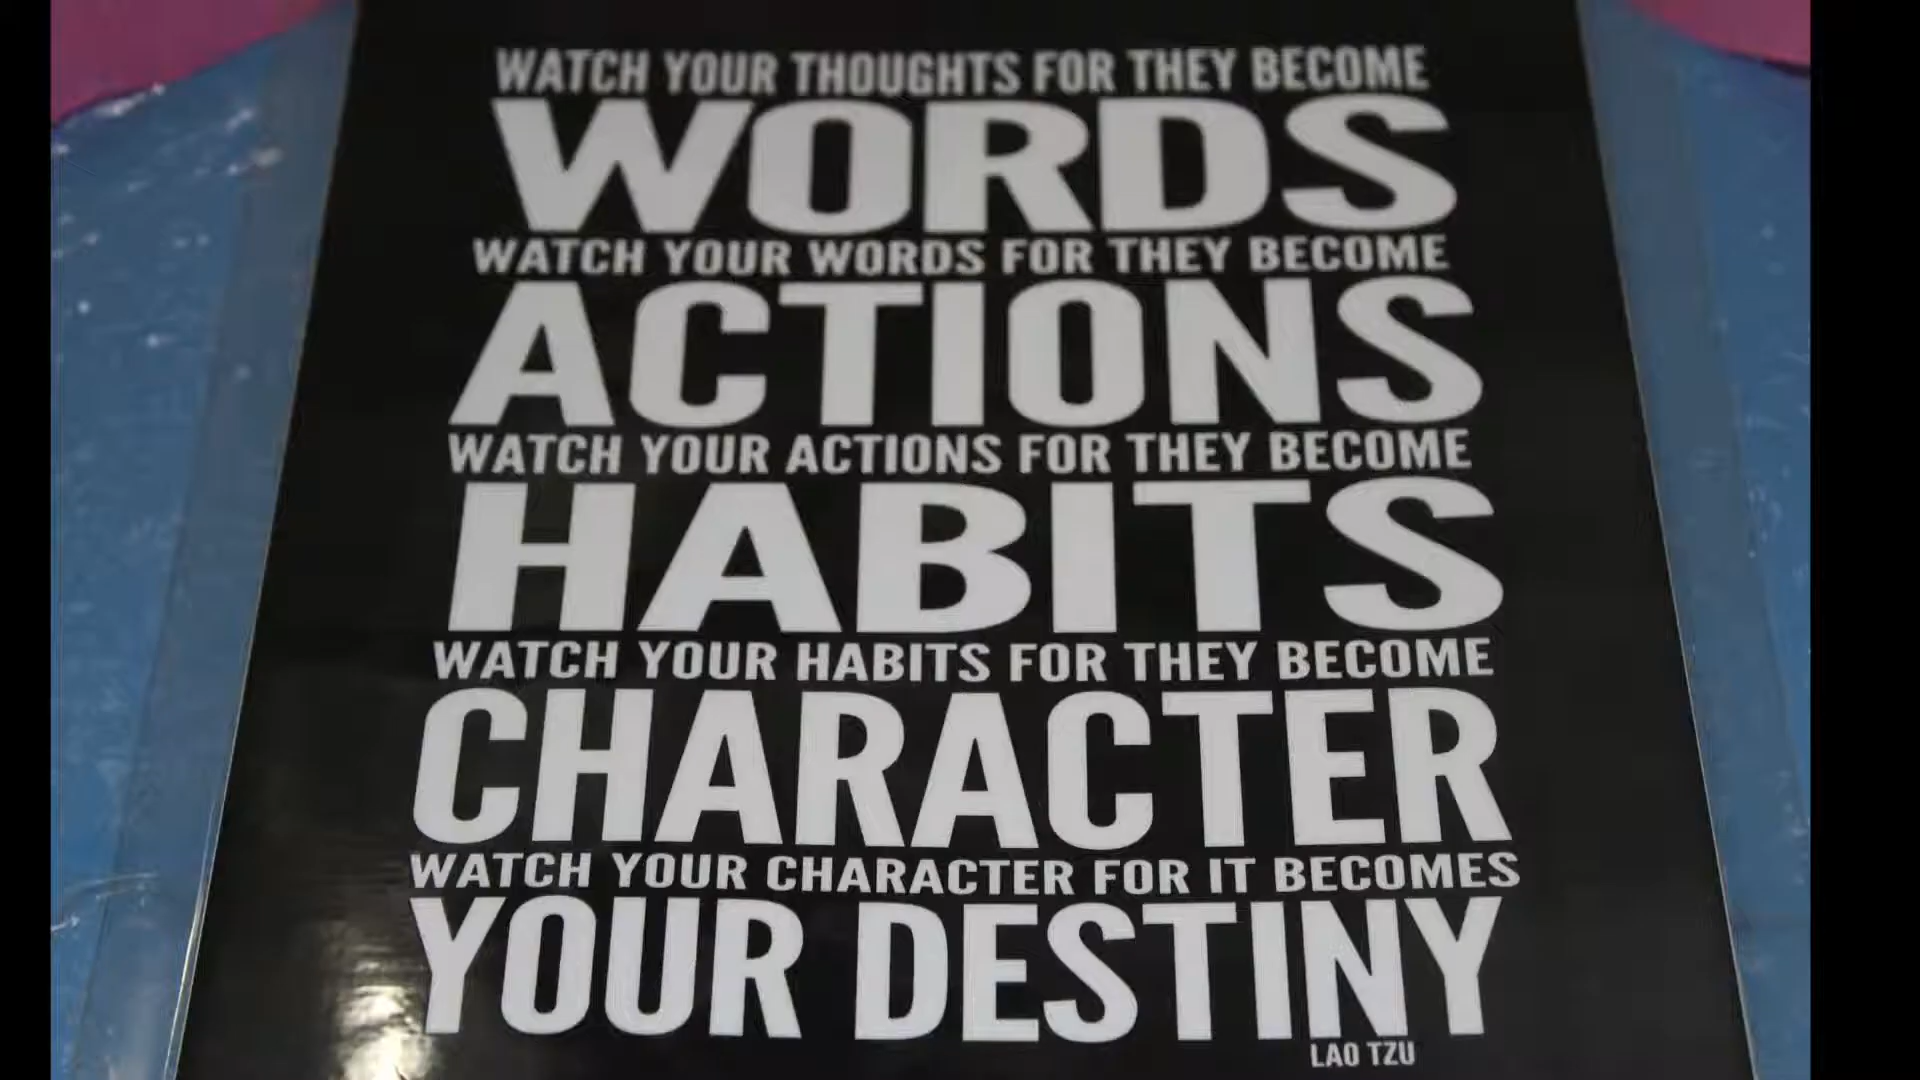 WATCH YOUR THOUGHTS FOR THEY BECOME
WORDS
WATCH YOUR WORDS FOR THEY BECOME
ACTIONS
WATCH YOUR ACTIONS FOR THEY BECOME
HABITS
WATCH YOUR HABITS FOR THEY BECOME
CHARACTER
WATCH YOUR CHARACTER FOR IT BECOMES
YOUR DESTINY
LAO TZU